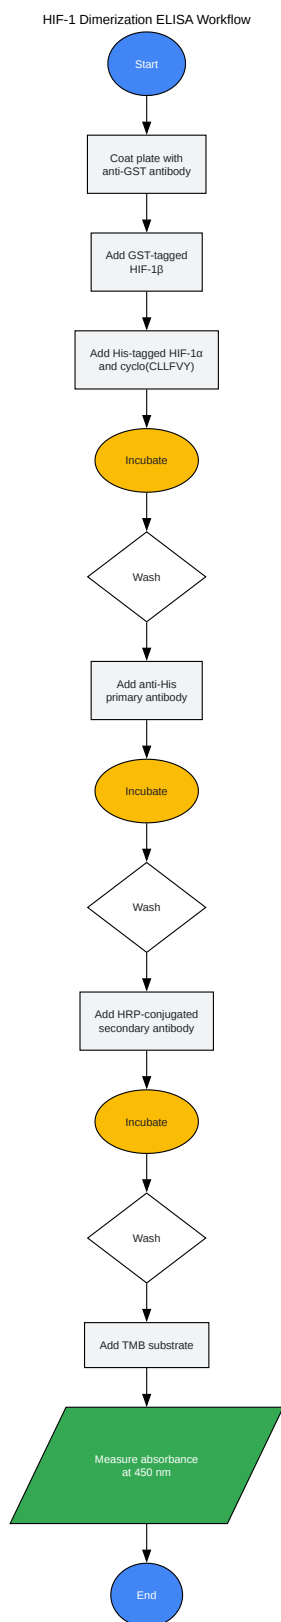 HIF-1 Dimerization ELISA Workflow
Start
Coat plate with
anti-GST antibody
Add GST-tagged
HIF-1β
Add His-tagged HIF-1α
and cyclo(CLLFVY)
Incubate
Wash
Add anti-His
primary antibody
Incubate
Wash
Add HRP-conjugated
secondary antibody
Incubate
Wash
Add TMB substrate
Measure absorbance
at 450 nm
End